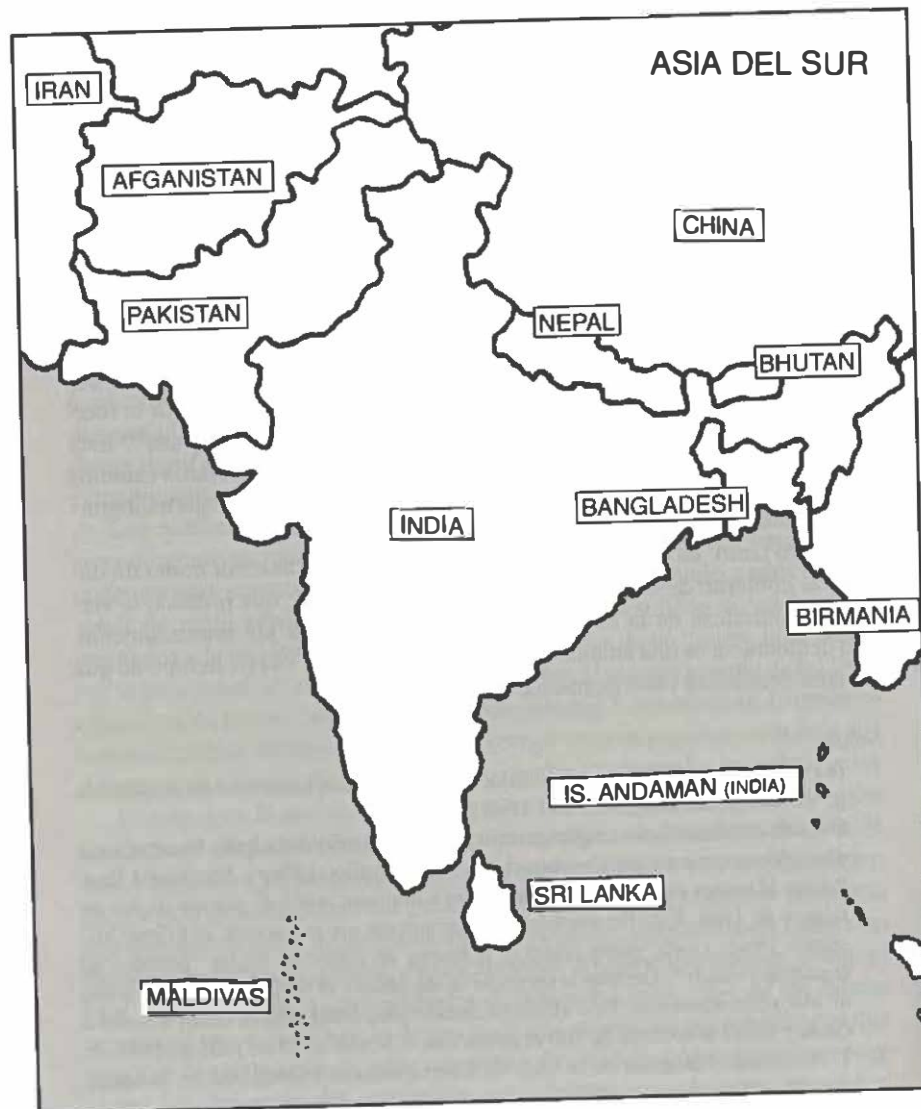 ASIA DEL SUR
IRAN
AFGANISTAN
CHINA
PAKISTAN
NEPAL
BHUTAN
BANGLADESH
INDIA
BIRMANIA
IS. ANDAMAN (INDIA)
SRI LANKA
MALDIVAS